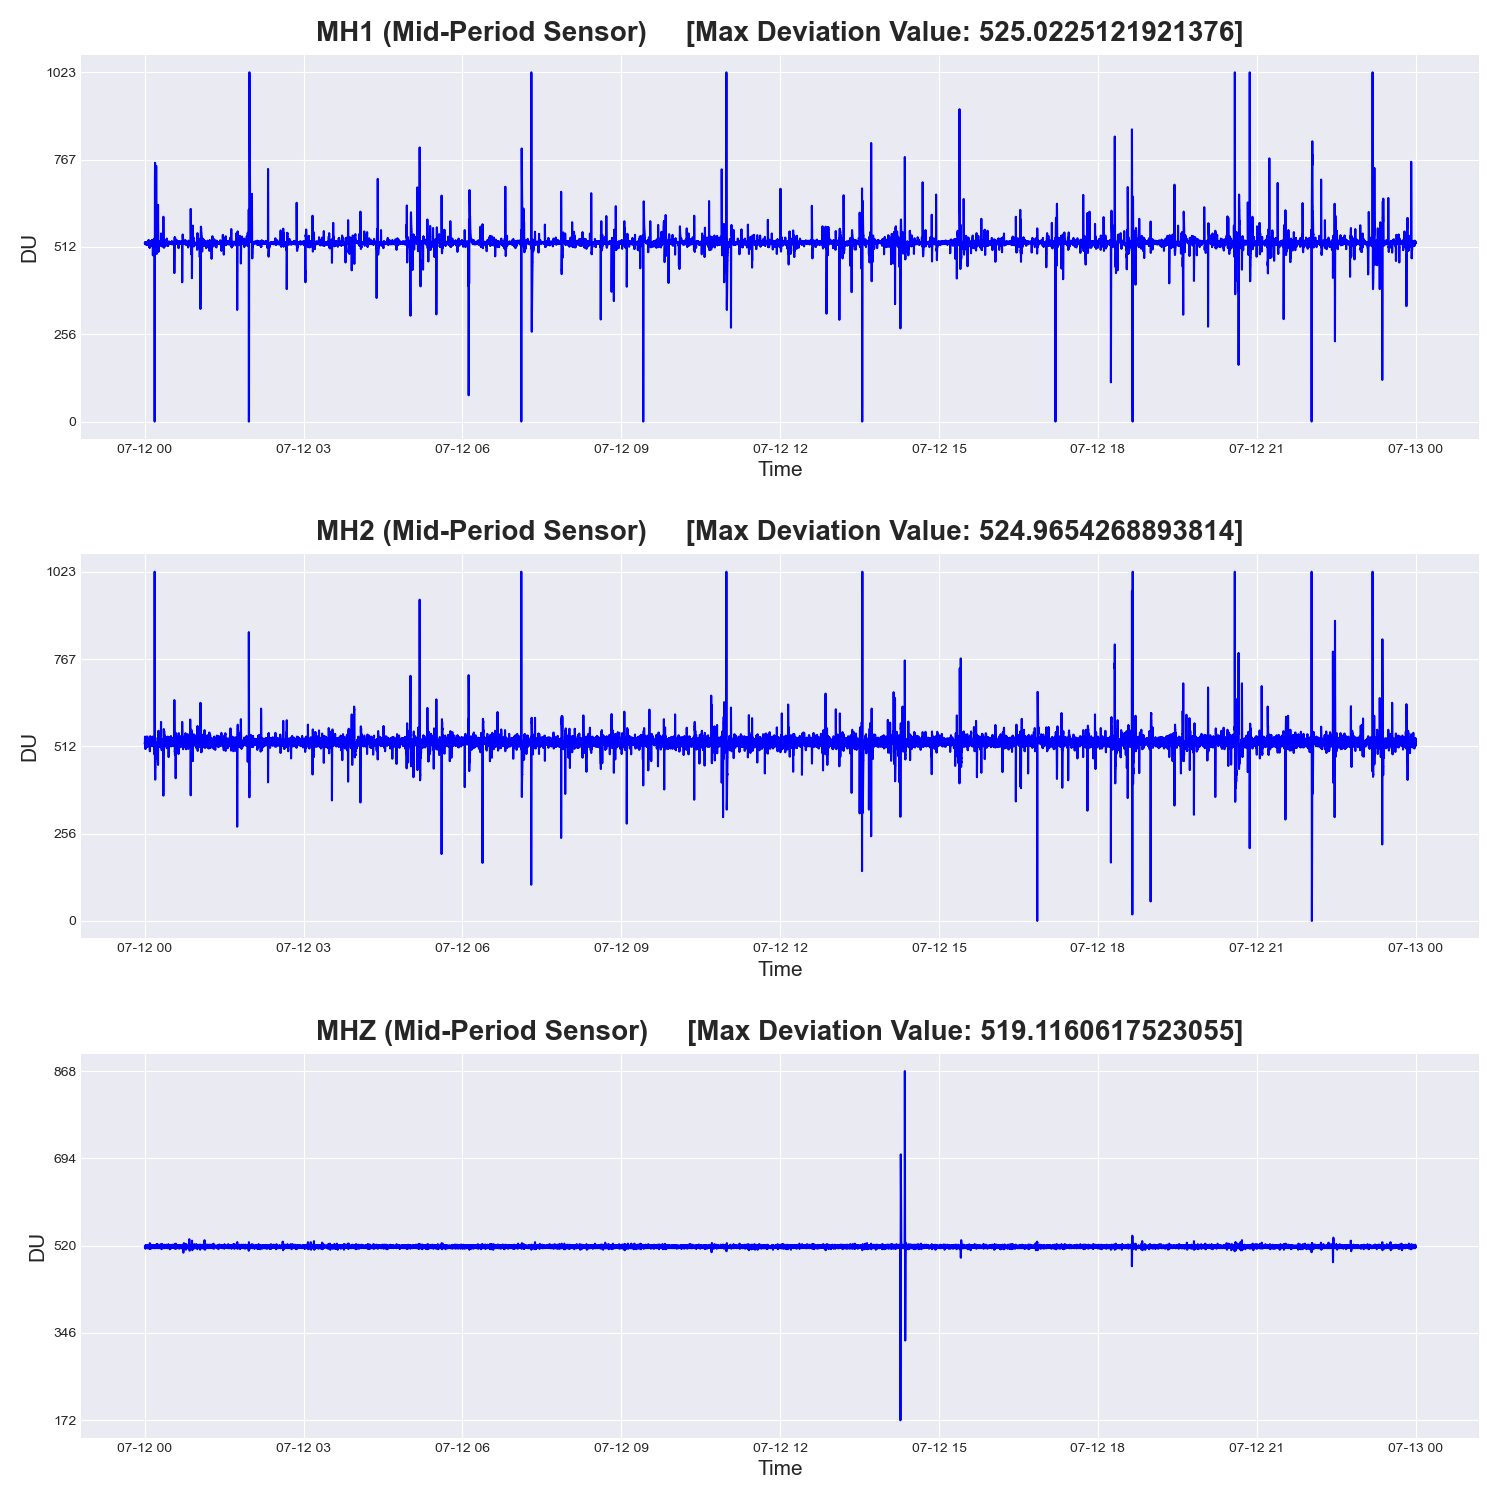 MH1 (Mid-Period Sensor) [Max Deviation Value: 525.0225121921376]
1023
767
512
256
0
DU
07-12 00 07-12 03 07-12 06 07-12 09 07-12 12 07-12 15 07-12 18 07-12 21 07-13 00
Time
MH2 (Mid-Period Sensor) [Max Deviation Value: 524.9654268893814]
1023
767
512
256
0
DU
07-12 00 07-12 03 07-12 06 07-12 09 07-12 12 07-12 15 07-12 18 07-12 21 07-13 00
Time
MHZ (Mid-Period Sensor) [Max Deviation Value: 519.1160617523055]
868
694
520
346
172
DU
07-12 00 07-12 03 07-12 06 07-12 09 07-12 12 07-12 15 07-12 18 07-12 21 07-13 00
Time